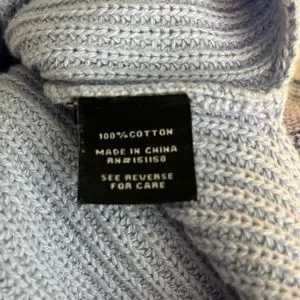 100% COTTON
MADE IN CHINA
RN#151158
SEE REVERSE
FOR CARE